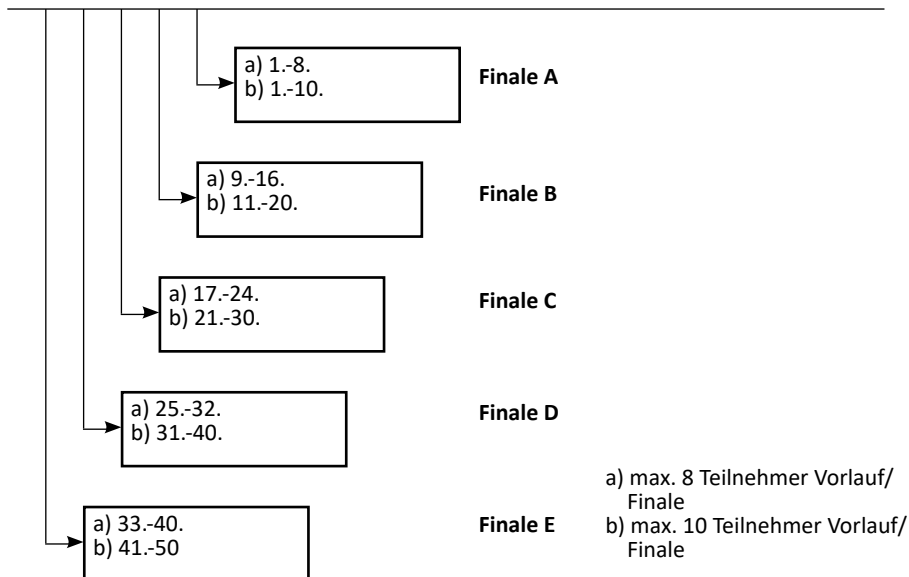 a) 1.-8.
b) 1.-10.
Finale A
a) 9.-16.
b) 11.-20.
Finale B
a) 17.-24.
b) 21.-30.
Finale C
a) 25.-32.
b) 31.-40.
Finale D
a) 33.-40.
b) 41.-50
Finale E
a) max. 8 Teilnehmer Vorlauf/
Finale
b) max. 10 Teilnehmer Vorlauf/
Finale